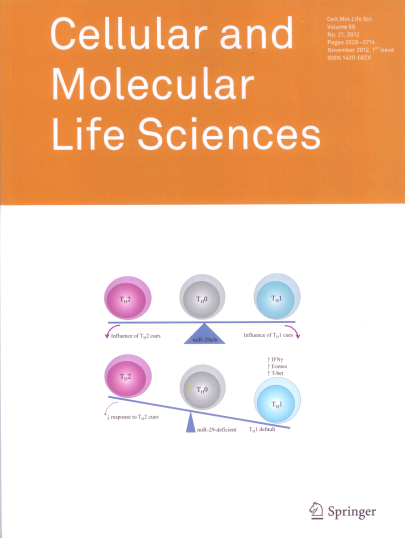 Cellular and
Molecular
Life Sciences
Cell. Mol. Life Sci.
Volume 69
No. 21, 2012
Pages 3529–3714
November 2012, 1st issue
ISSN 1420-682X
TH2
TH0
TH1
Influence of TH2 cues
miR-29a/b
Influence of TH1 cues
TH2
TH0
↑ IFNγ
↑ Eomes
↑ T-bet
TH1
↓ response to TH2 cues
miR-29-deficient
TH1 default
Springer